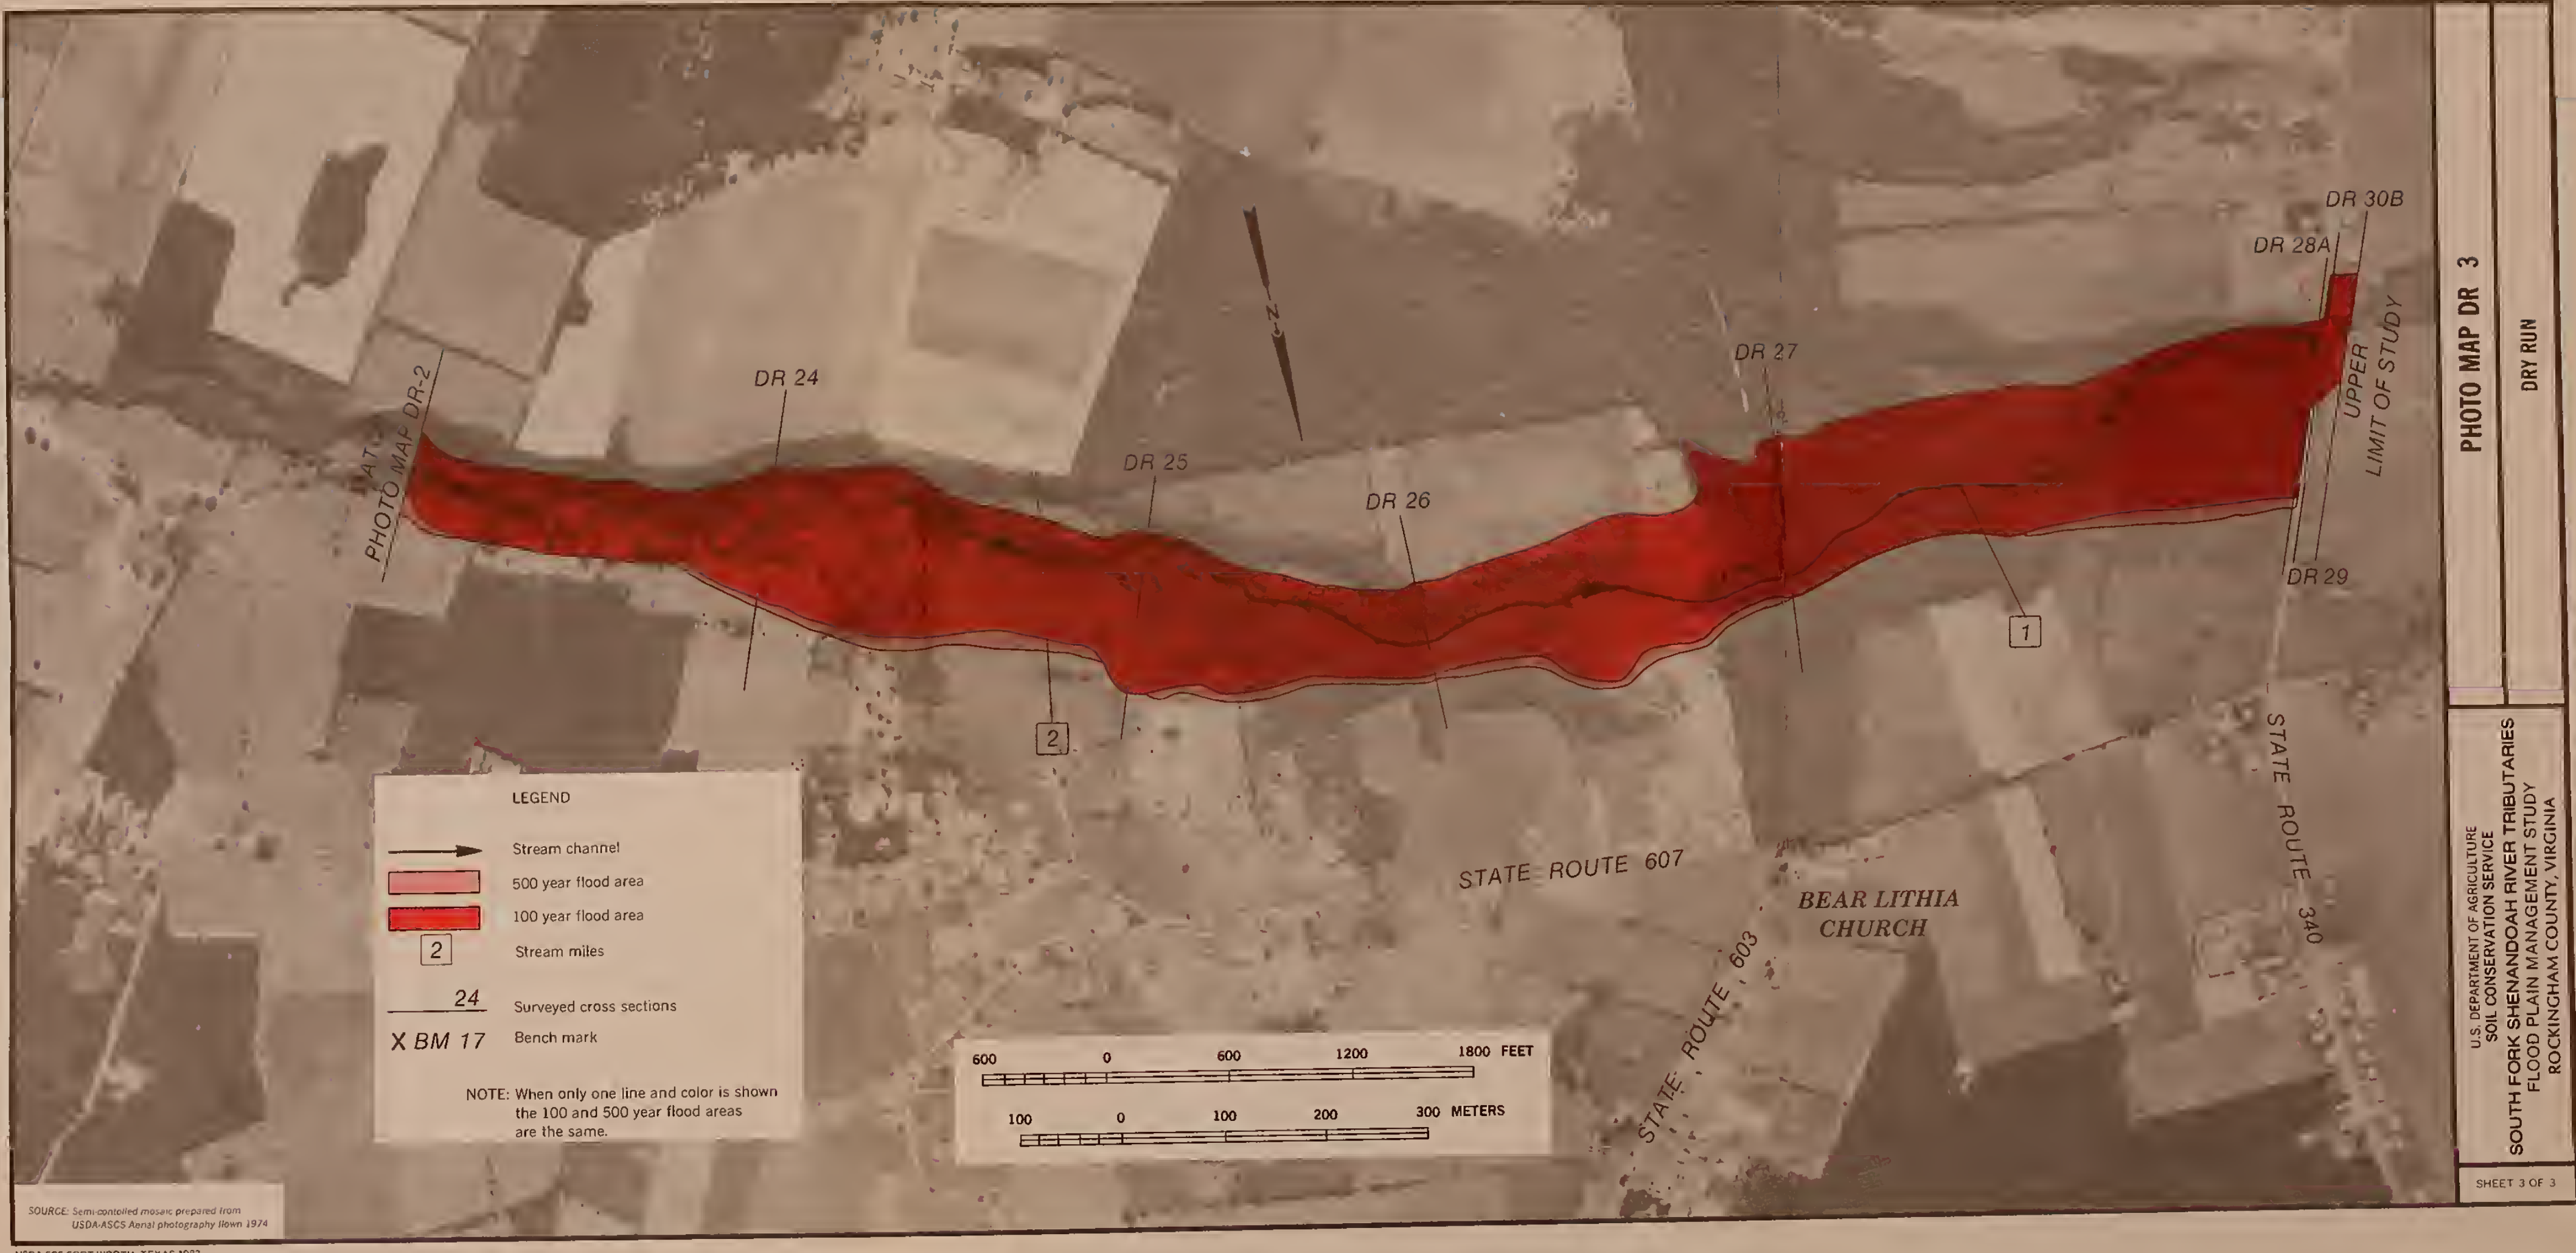 DR 30B
DR 28A
UPPER
LIMIT OF STUDY
DR 29
DR 27
DR 26
DR 25
DR 24
PHOTO MAP DR-2
N
1
2
STATE ROUTE 607
STATE ROUTE 603
BEAR LITHIA
CHURCH
STATE ROUTE 340
LEGEND
Stream channel
500 year flood area
100 year flood area
2 Stream miles
24 Surveyed cross sections
X BM 17 Bench mark
NOTE: When only one line and color is shown
the 100 and 500 year flood areas
are the same.
600 0 600 1200 1800 FEET
100 0 100 200 300 METERS
SOURCE: Semi-contolled mosaic prepared from
USDA-ASCS Aerial photography flown 1974
PHOTO MAP DR 3
DRY RUN
U.S. DEPARTMENT OF AGRICULTURE
SOIL CONSERVATION SERVICE
SOUTH FORK SHENANDOAH RIVER TRIBUTARIES
FLOOD PLAIN MANAGEMENT STUDY
ROCKINGHAM COUNTY, VIRGINIA
SHEET 3 OF 3